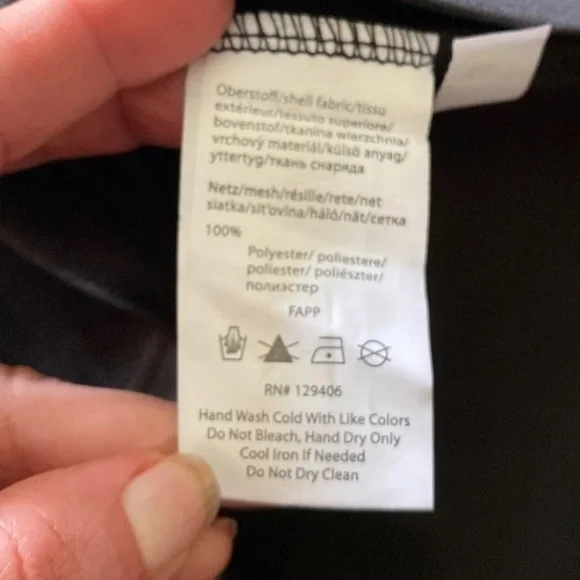 Oberstoff/shell fabric/tissu
extérieur/tessuto superiore/
bovenstof/tkanina wierzchnia/
vrchový materiál/külső anyag/
yttertyg/ткань снаряда
Netz/mesh/résille/rete/net
siatka/sit'ovina/háló/nät/сетка
100%
Polyester/ poliestere/
poliester/ poliészter/
полиэстер
FAPP
RN# 129406
Hand Wash Cold With Like Colors
Do Not Bleach, Hand Dry Only
Cool Iron If Needed
Do Not Dry Clean